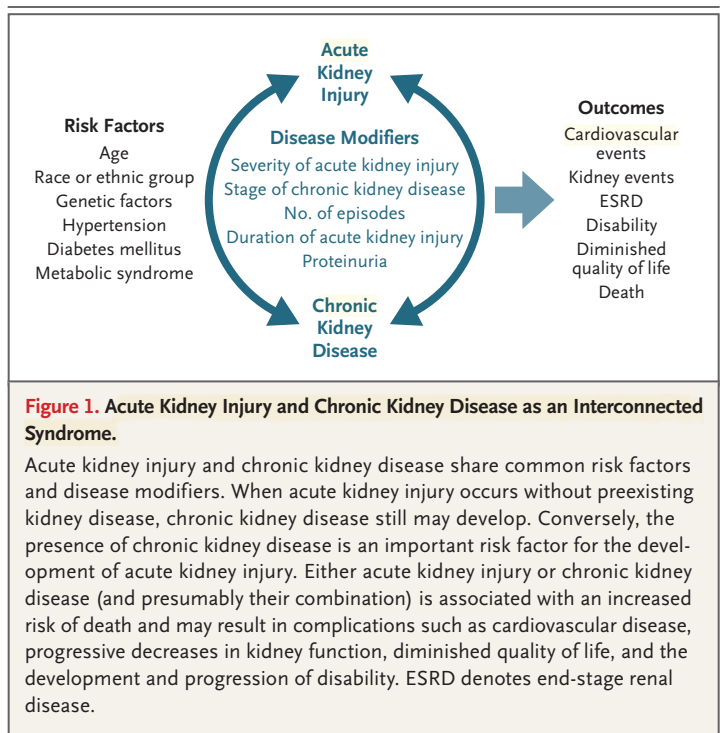 Acute
Kidney
Injury
Risk Factors
Age
Race or ethnic group
Genetic factors
Hypertension
Diabetes mellitus
Metabolic syndrome
Disease Modifiers
Severity of acute kidney injury
Stage of chronic kidney disease
No. of episodes
Duration of acute kidney injury
Proteinuria
Chronic
Kidney
Disease
Outcomes
Cardiovascular
events
Kidney events
ESRD
Disability
Diminished
quality of life
Death
Figure 1. Acute Kidney Injury and Chronic Kidney Disease as an Interconnected
Syndrome.
Acute kidney injury and chronic kidney disease share common risk factors
and disease modifiers. When acute kidney injury occurs without preexisting
kidney disease, chronic kidney disease still may develop. Conversely, the
presence of chronic kidney disease is an important risk factor for the devel-
opment of acute kidney injury. Either acute kidney injury or chronic kidney
disease (and presumably their combination) is associated with an increased
risk of death and may result in complications such as cardiovascular disease,
progressive decreases in kidney function, diminished quality of life, and the
development and progression of disability. ESRD denotes end-stage renal
disease.